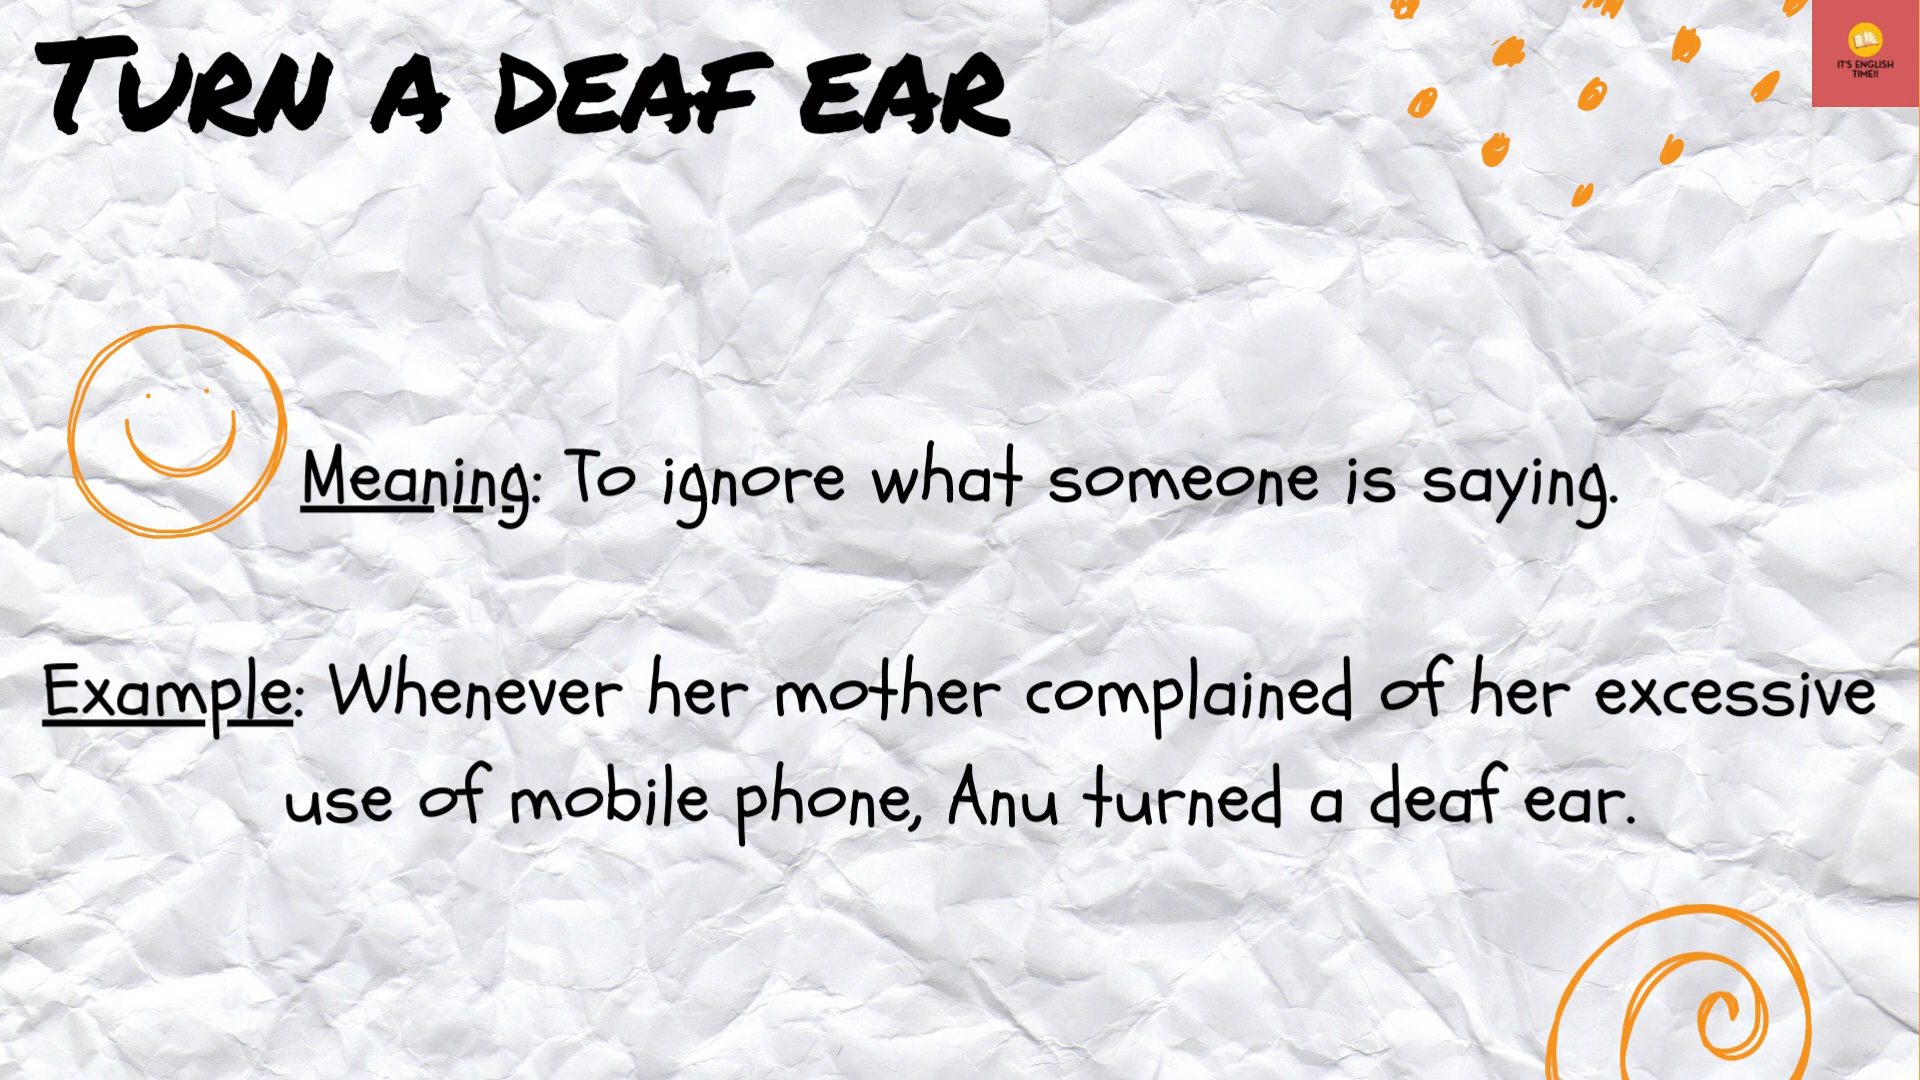 TURN A DEAF EAR
IT'S ENGLISH
TIME!!
Meaning: To ignore what someone is saying.
Example: Whenever her mother complained of her excessive
use of mobile phone, Anu turned a deaf ear.